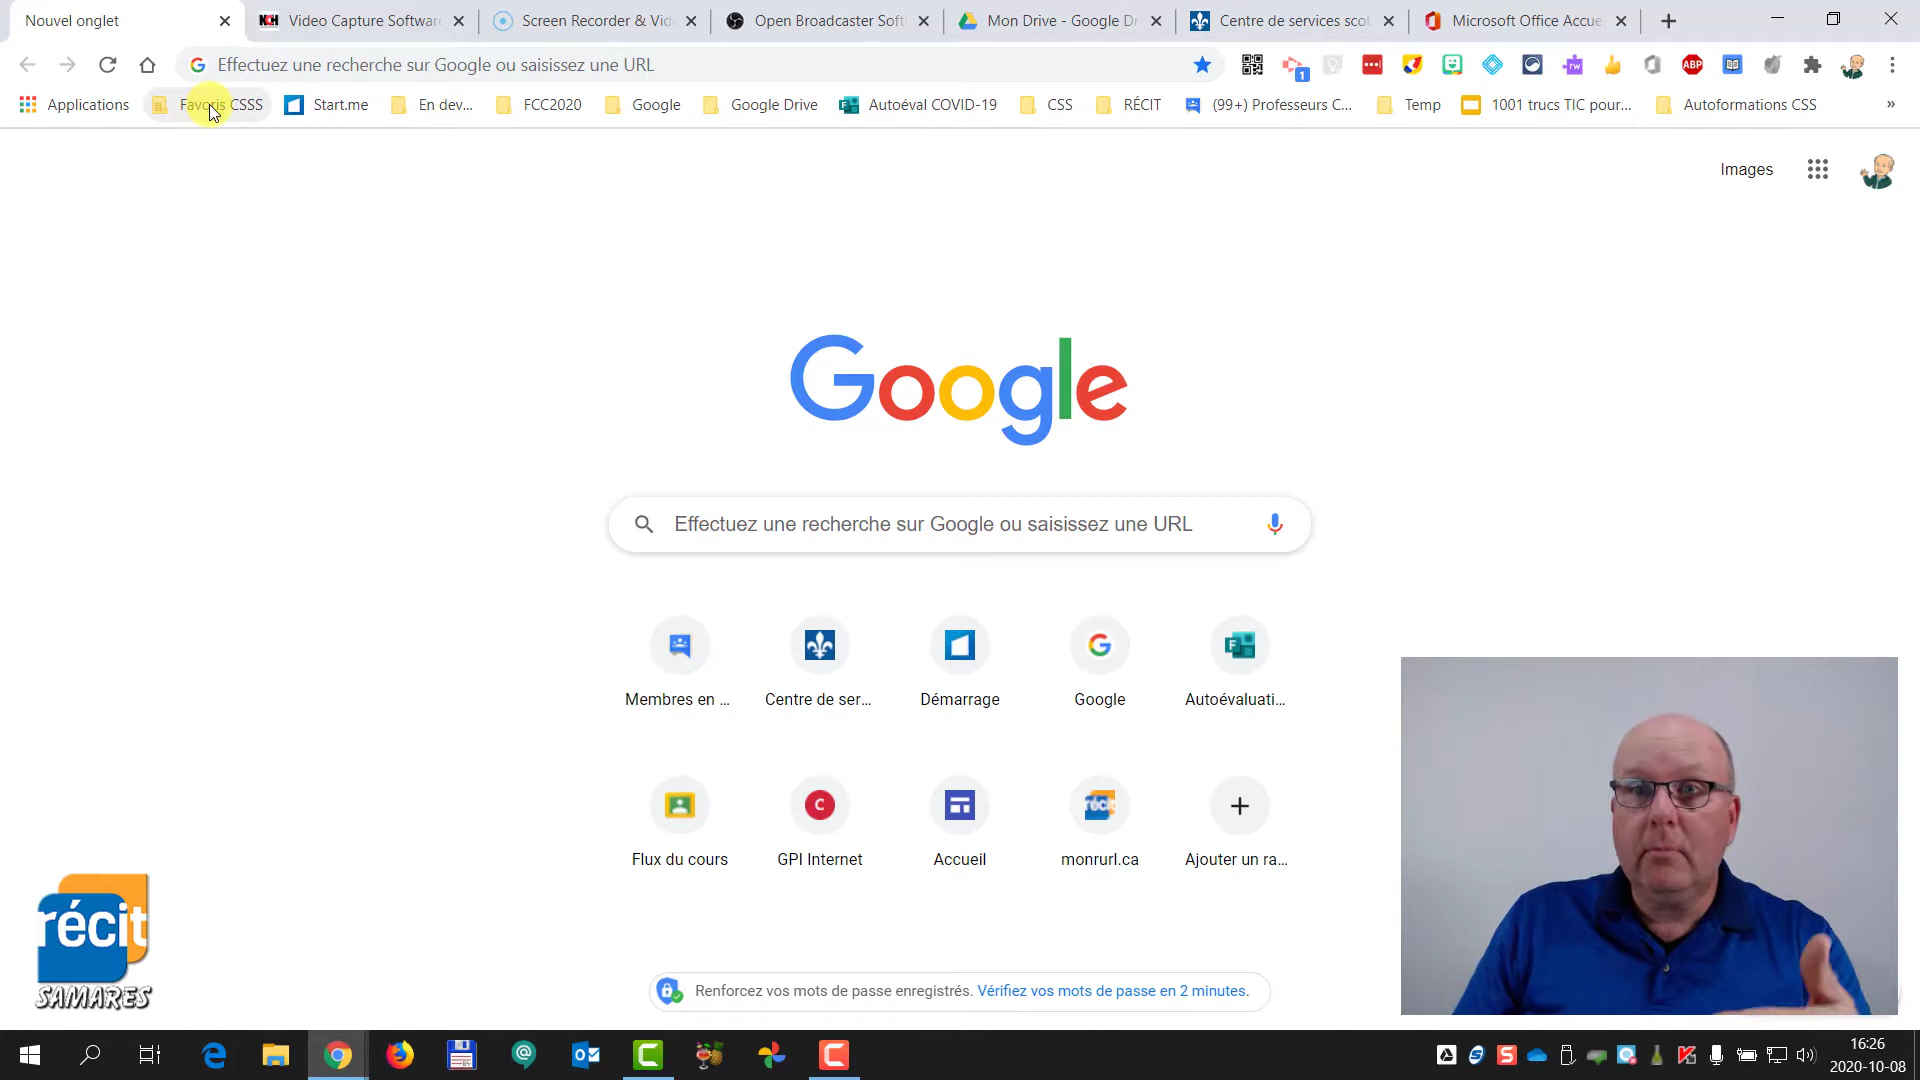 Nouvel onglet
Video Capture Software
Screen Recorder & Vid
Open Broadcaster Soft
Mon Drive - Google Dr
Centre de services scol
Microsoft Office Accue
Effectuez une recherche sur Google ou saisissez une URL
1
ABP
Applications
Favoris CSSS
Start.me
En dev...
FCC2020
Google
Google Drive
Autoéval COVID-19
CSS
RÉCIT
(99+) Professeurs C...
Temp
1001 trucs TIC pour...
Autoformations CSS
»
Images
Google
Effectuez une recherche sur Google ou saisissez une URL
Membres en ...
Centre de ser...
Démarrage
Google
Autoévaluati...
Flux du cours
GPI Internet
Accueil
monrurl.ca
Ajouter un ra...
récit
SAMARES
Renforcez vos mots de passe enregistrés. Vérifiez vos mots de passe en 2 minutes.
16:26
2020-10-08